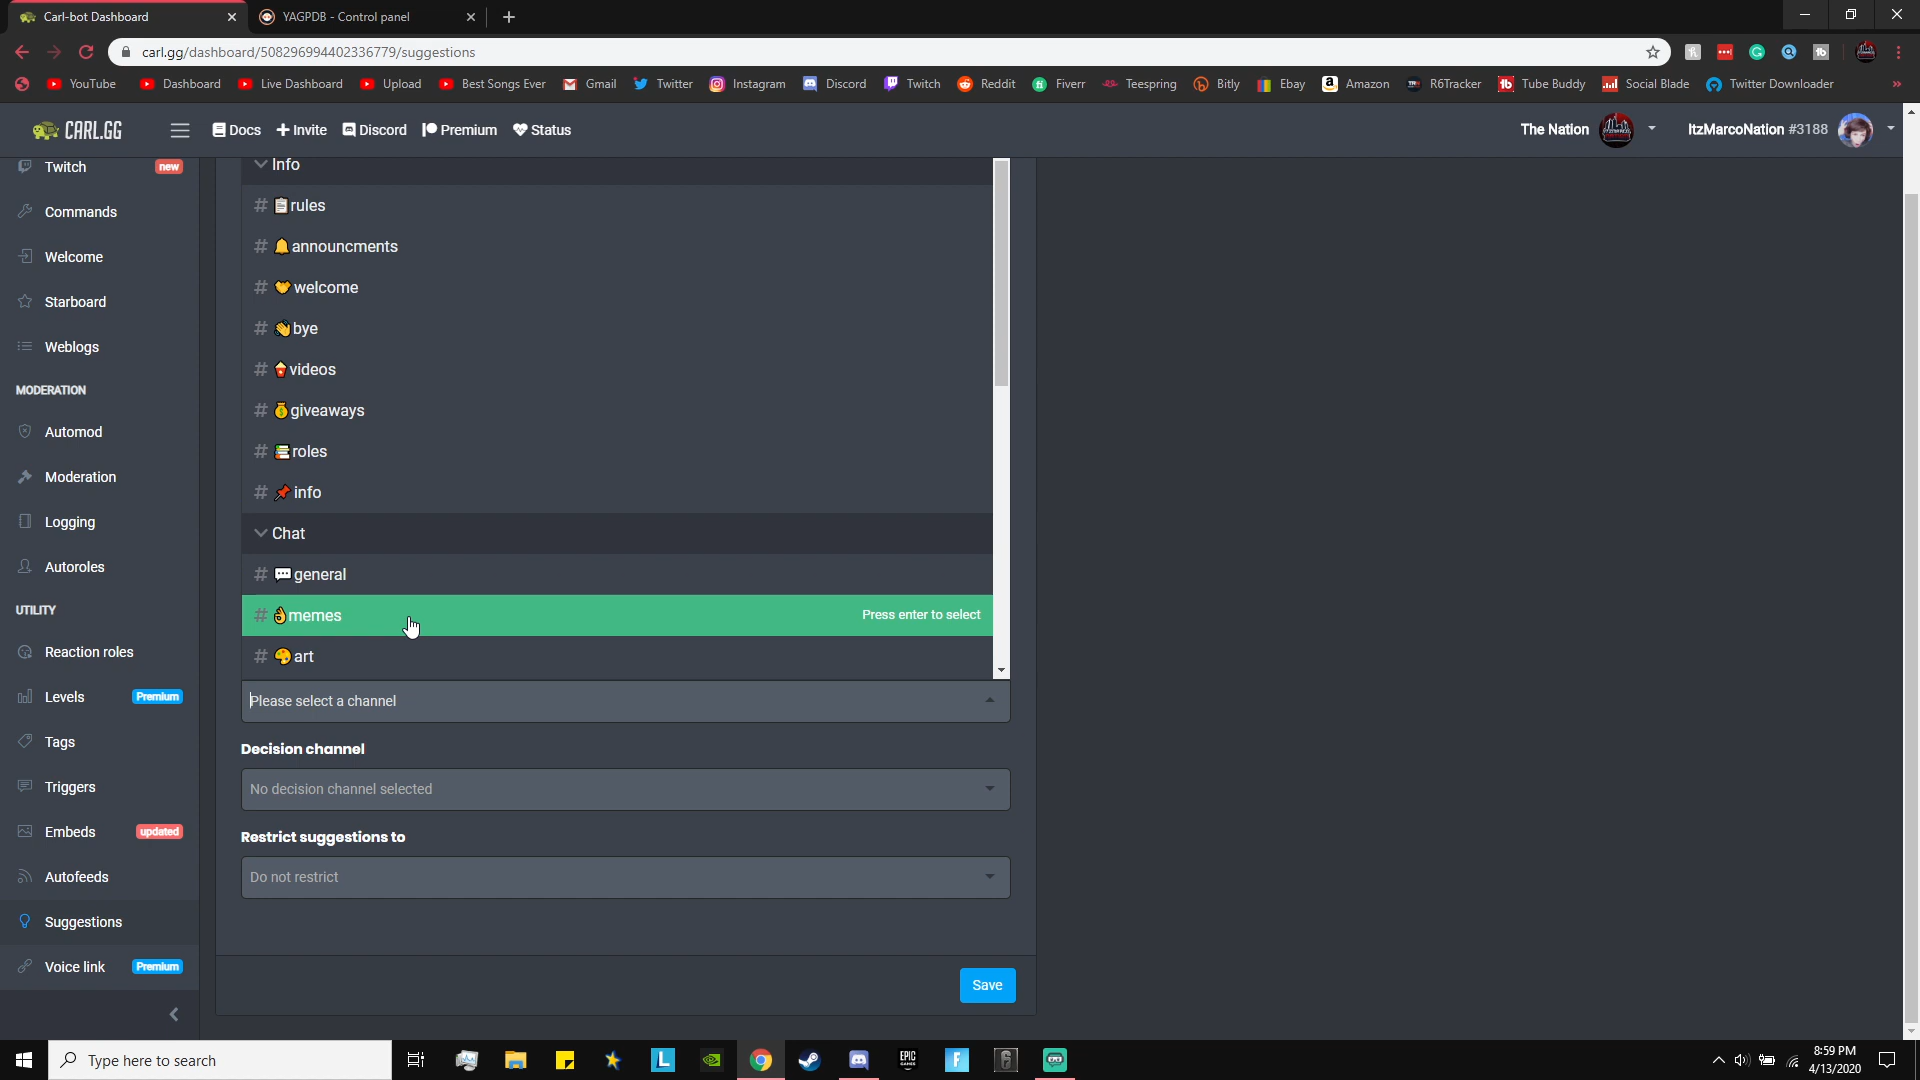 Carl-bot Dashboard
YAGPDB - Control panel
carl.gg/dashboard/508296994402336779/suggestions
YouTube Dashboard Live Dashboard Upload Best Songs Ever Gmail Twitter Instagram Discord Twitch Reddit Fiverr Teespring Bitly Ebay Amazon R6Tracker Tube Buddy Social Blade Twitter Downloader
CARL.GG Docs Invite Discord Premium Status The Nation ItzMarcoNation #3188
Twitch new
Commands
Welcome
Starboard
Weblogs
MODERATION
Automod
Moderation
Logging
Autoroles
UTILITY
Reaction roles
Levels Premium
Tags
Triggers
Embeds updated
Autofeeds
Suggestions
Voice link Premium
Info
# 📋rules
# 🔔announcments
# 🤝welcome
# 👋bye
# 🍿videos
# 💰giveaways
# 📚roles
# 📌info
Chat
# 💬general
# 👌memes Press enter to select
# 🎨art
Please select a channel
Decision channel
No decision channel selected
Restrict suggestions to
Do not restrict
Save
Type here to search
8:59 PM
4/13/2020